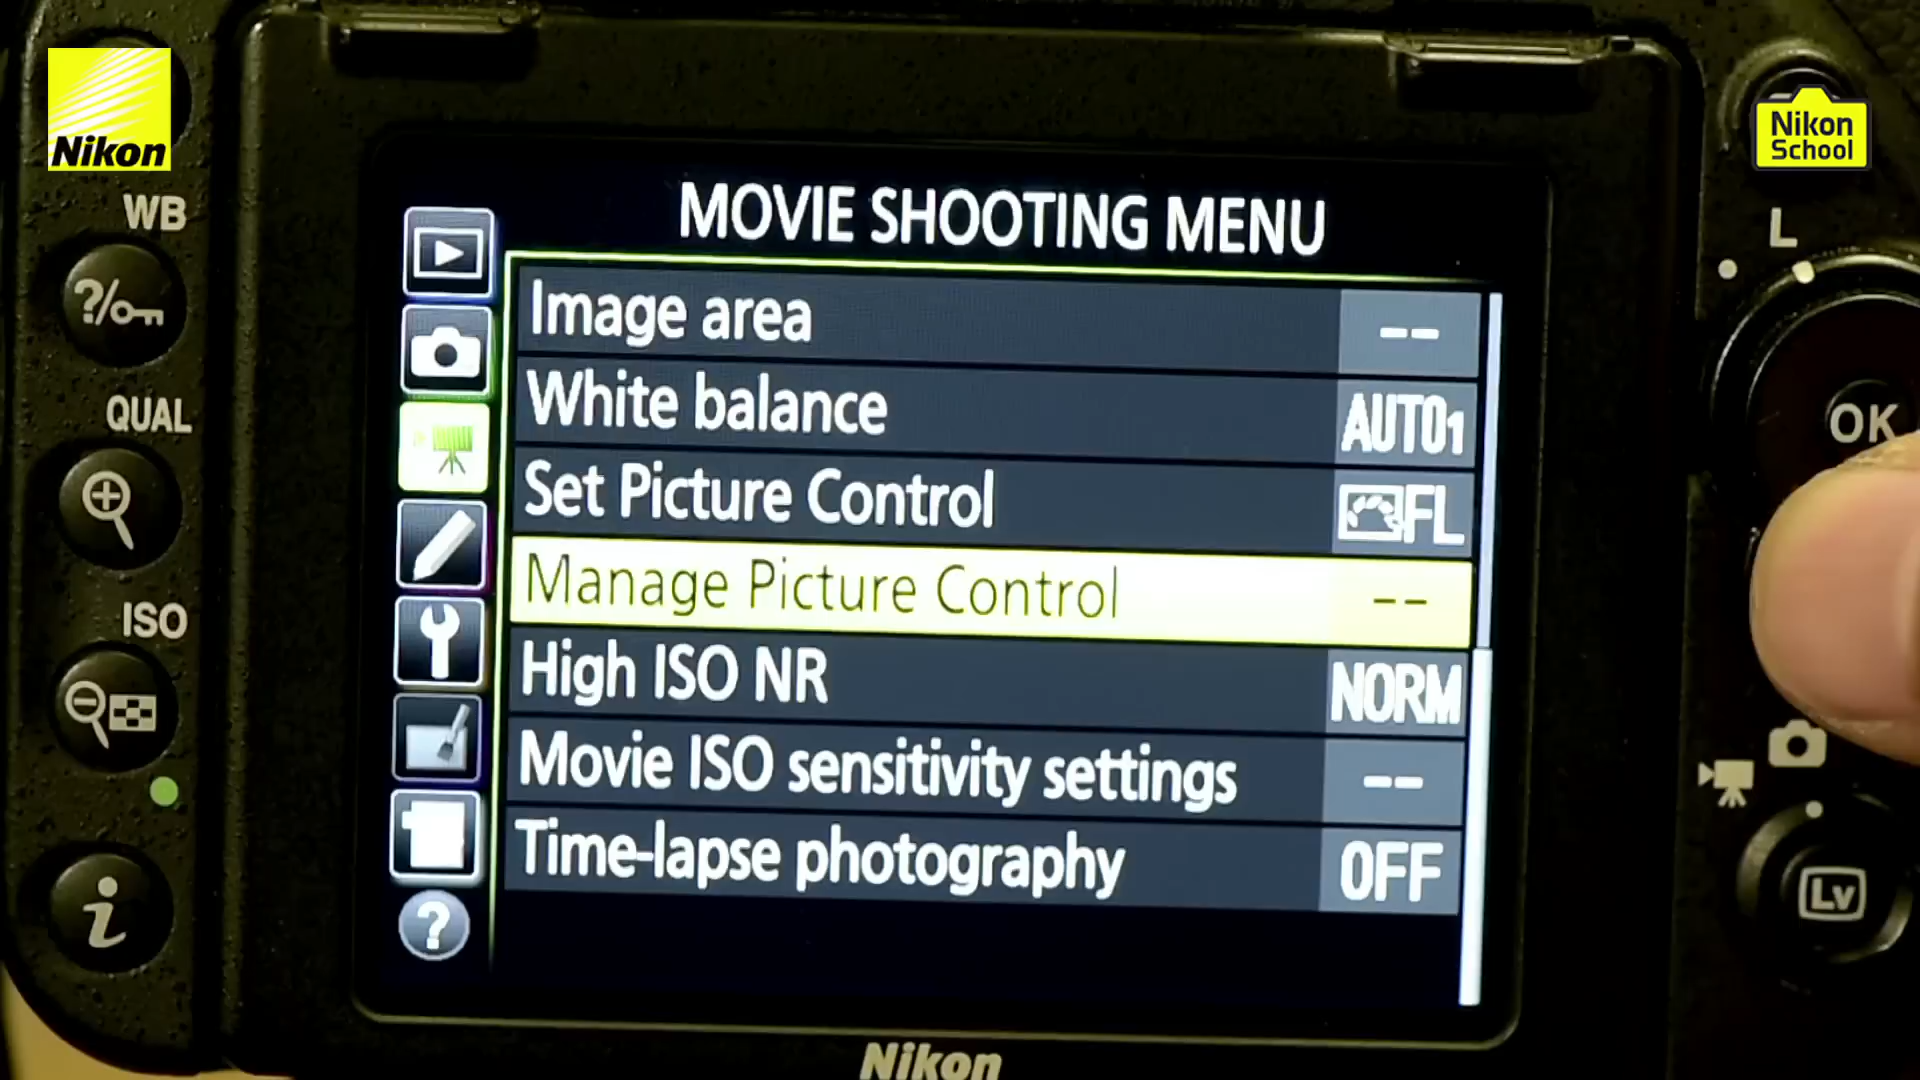 Nikon
Nikon
School
WB
?/
QUAL
ISO
i
L
OK
Lv
MOVIE SHOOTING MENU
Image area --
White balance AUTO1
Set Picture Control FL
Manage Picture Control --
High ISO NR NORM
Movie ISO sensitivity settings --
Time-lapse photography OFF
?
Nikon